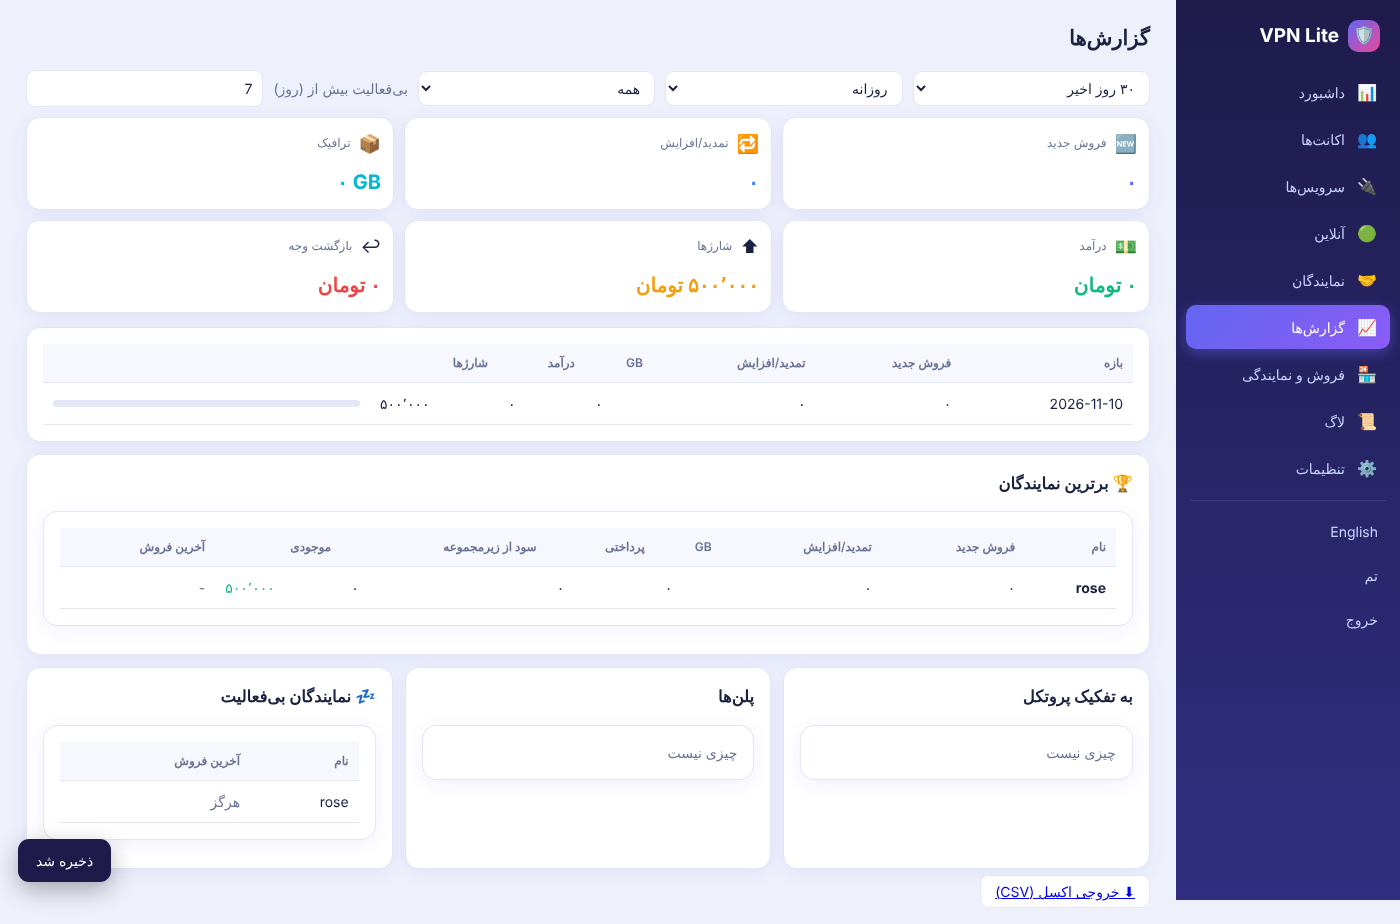 VPN Lite
داشبورد
اکانت‌ها
سرویس‌ها
آنلاین
نمایندگان
گزارش‌ها
فروش و نمایندگی
لاگ
تنظیمات
English
تم
خروج
گزارش‌ها
۳۰ روز اخیر روزانه همه بی‌فعالیت بیش از (روز) 7
NEW فروش جدید
۰
تمدید/افزایش
۰
ترافیک
۰ GB
درآمد
۰ تومان
شارژها
۵۰۰٬۰۰۰ تومان
بازگشت وجه
۰ تومان
بازه فروش جدید تمدید/افزایش GB درآمد شارژها
2026-11-10 ۰ ۰ ۰ ۰ ۵۰۰٬۰۰۰
برترین نمایندگان
نام فروش جدید تمدید/افزایش GB پرداختی سود از زیرمجموعه موجودی آخرین فروش
rose ۰ ۰ ۰ ۰ ۰ ۵۰۰٬۰۰۰ -
به تفکیک پروتکل
چیزی نیست
پلن‌ها
چیزی نیست
💤 نمایندگان بی‌فعالیت
نام آخرین فروش
rose هرگز
ذخیره شد
⬇ خروجی اکسل (CSV)